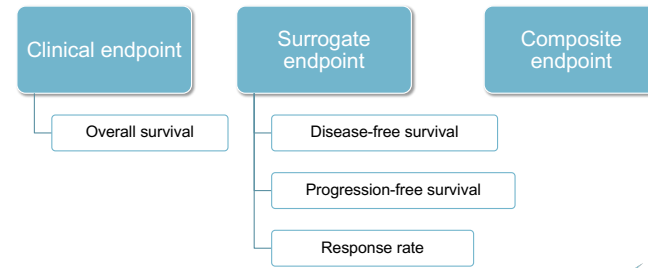 Clinical endpoint
Surrogate
endpoint
Composite
endpoint
Overall survival
Disease-free survival
Progression-free survival
Response rate